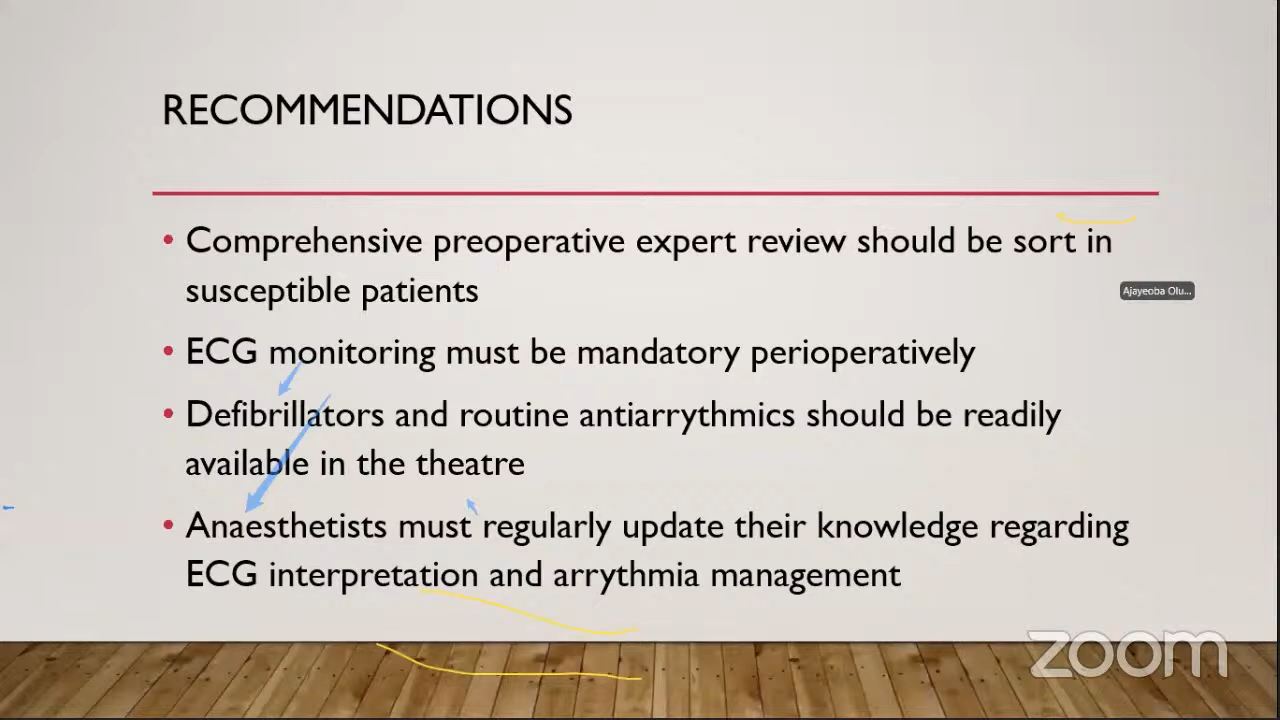 RECOMMENDATIONS
• Comprehensive preoperative expert review should be sort in
susceptible patients
Ajayeoba Olu...
• ECG monitoring must be mandatory perioperatively
• Defibrillators and routine antiarrythmics should be readily
available in the theatre
• Anaesthetists must regularly update their knowledge regarding
ECG interpretation and arrythmia management
zoom